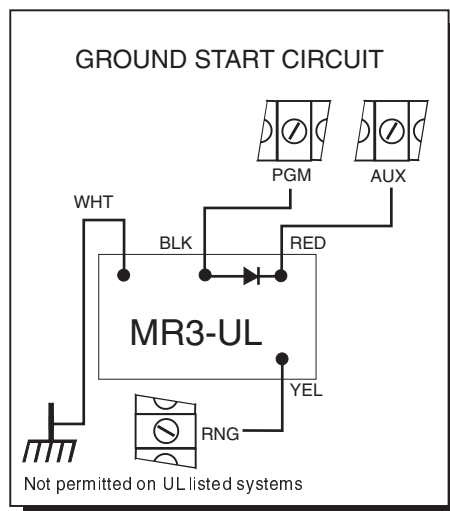 GROUND START CIRCUIT
PGM
AUX
WHT
BLK
RED
MR3-UL
YEL
RNG
Not permitted on UL listed systems